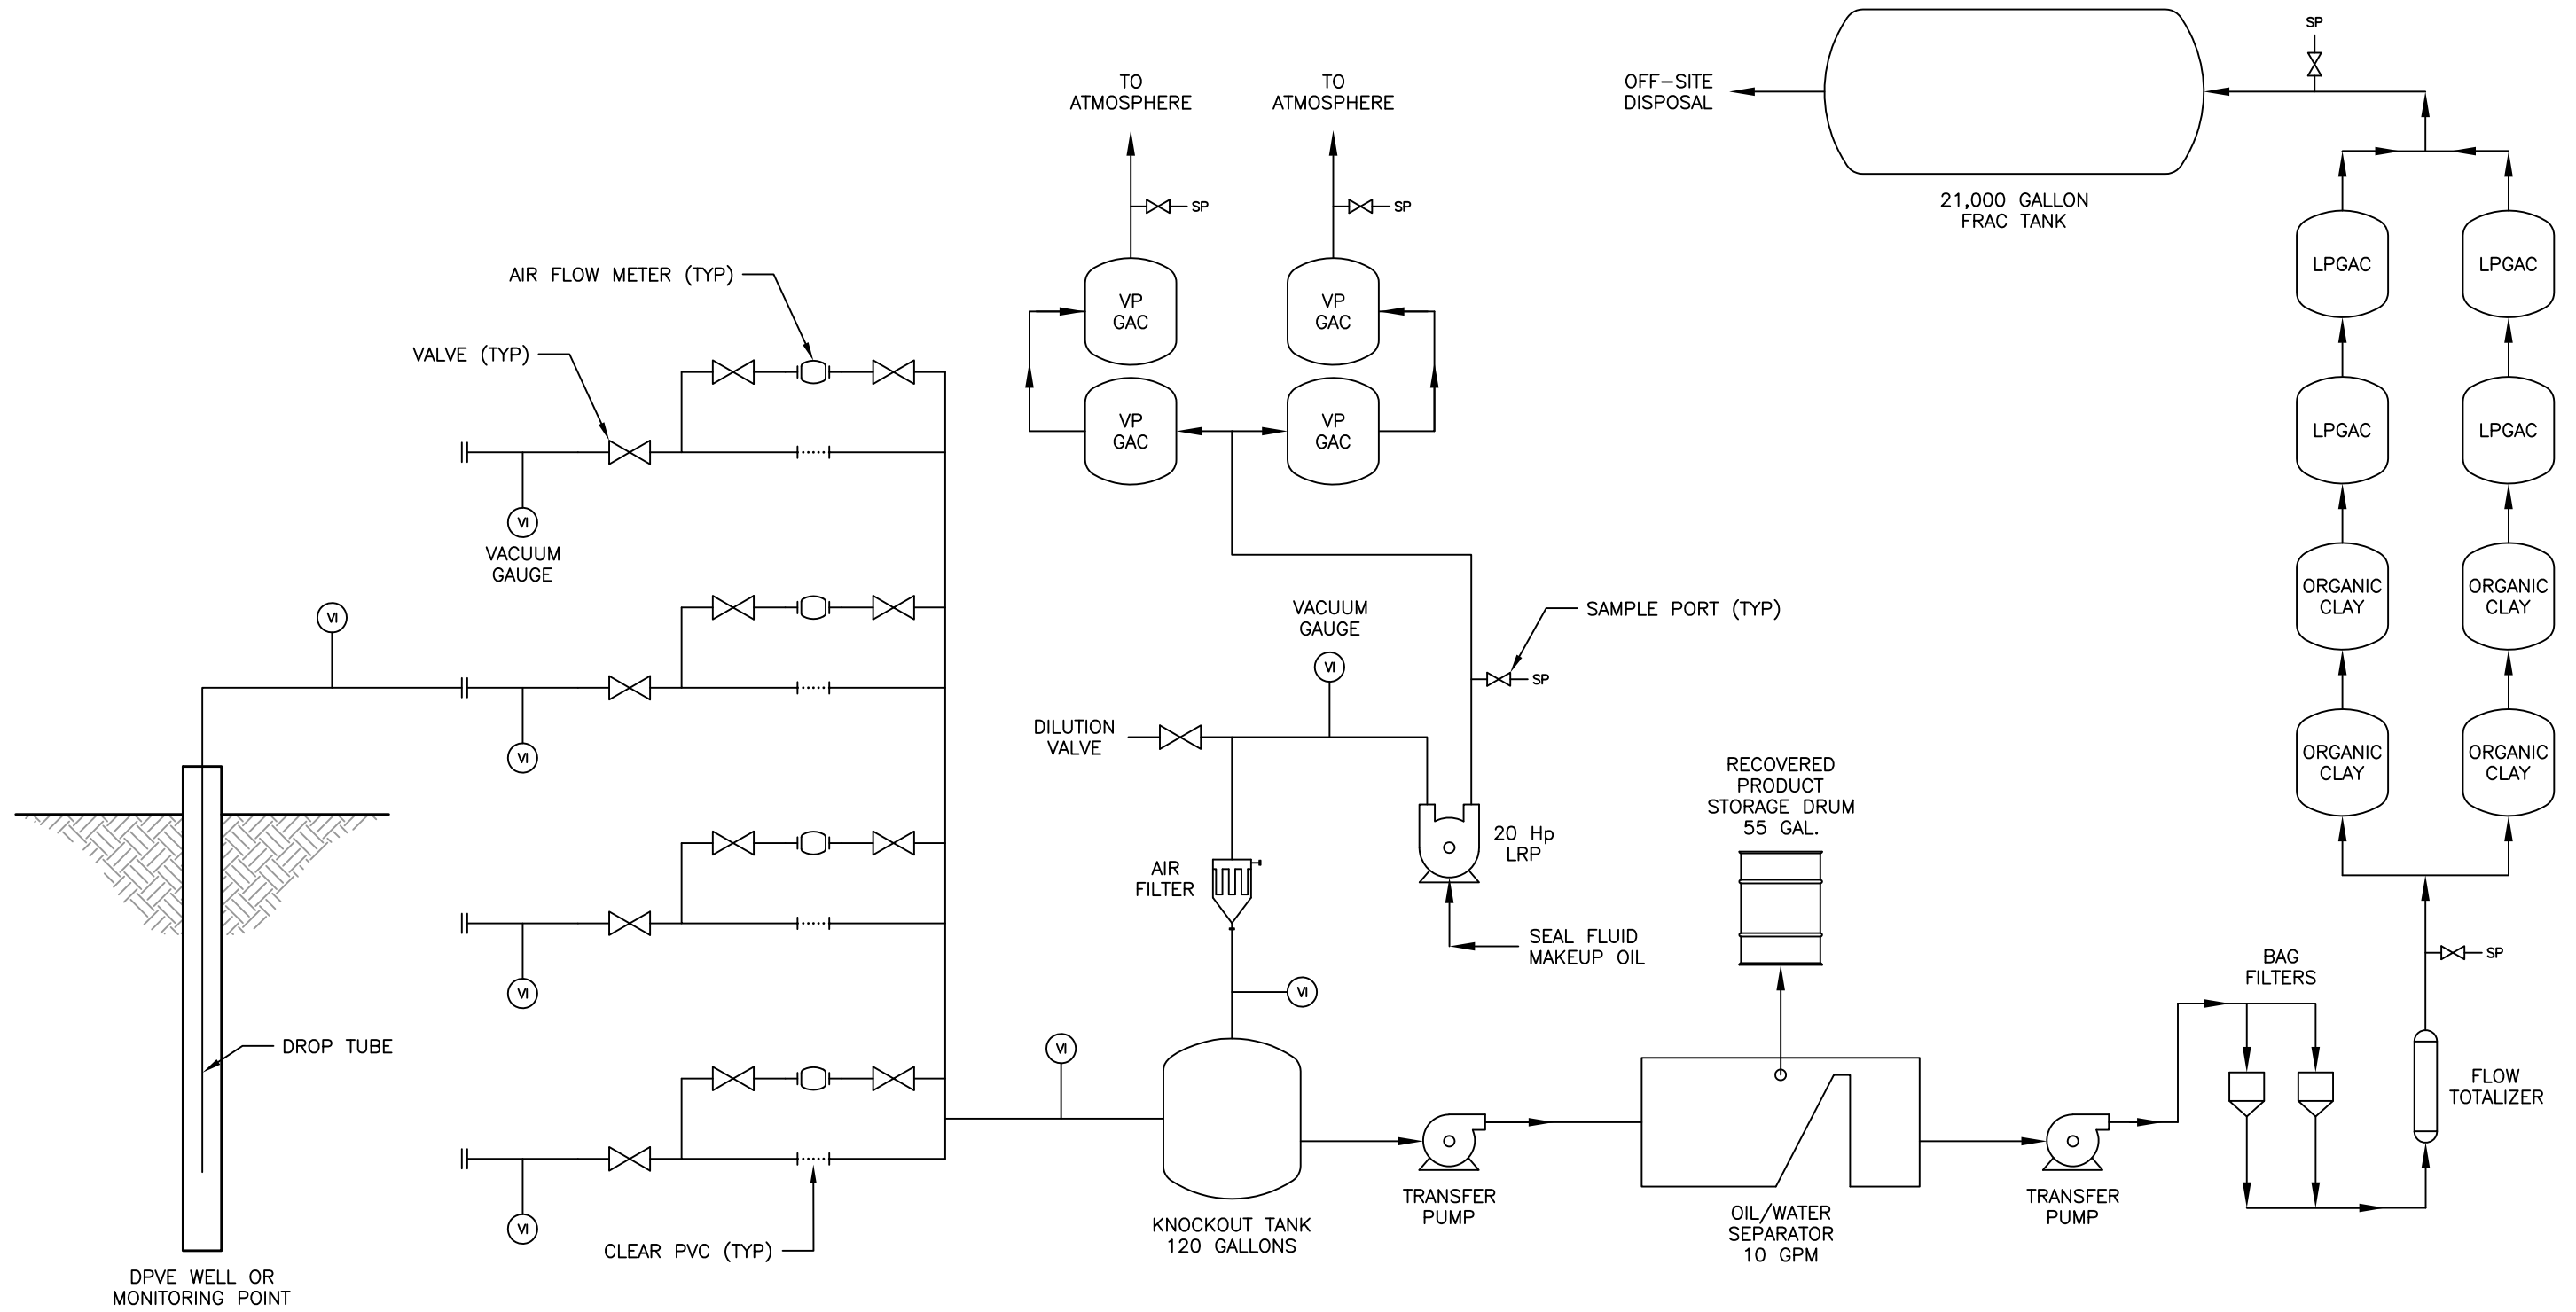 SP
TO
ATMOSPHERE
TO
ATMOSPHERE
OFF-SITE
DISPOSAL
21,000 GALLON
FRAC TANK
SP
SP
AIR FLOW METER (TYP)
VALVE (TYP)
VP
GAC
VP
GAC
VP
GAC
VP
GAC
LPGAC
LPGAC
LPGAC
LPGAC
VI
VACUUM
GAUGE
ORGANIC
CLAY
ORGANIC
CLAY
ORGANIC
CLAY
ORGANIC
CLAY
VI
VACUUM
GAUGE
VI
SAMPLE PORT (TYP)
SP
DILUTION
VALVE
VI
RECOVERED
PRODUCT
STORAGE DRUM
55 GAL.
20 Hp
LRP
AIR
FILTER
SEAL FLUID
MAKEUP OIL
VI
VI
BAG
FILTERS
SP
DROP TUBE
VI
FLOW
TOTALIZER
VI
CLEAR PVC (TYP)
KNOCKOUT TANK
120 GALLONS
TRANSFER
PUMP
OIL/WATER
SEPARATOR
10 GPM
TRANSFER
PUMP
DPVE WELL OR
MONITORING POINT